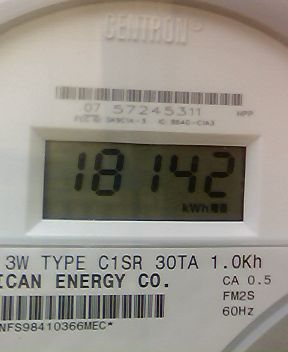 CENTRON®
07 57245311 HPP
18142
kWh
3W TYPE C1SR 30TA 1.0Kh
ICAN ENERGY CO. CA 0.5
FM2S
NFS98410366MEC* 60Hz